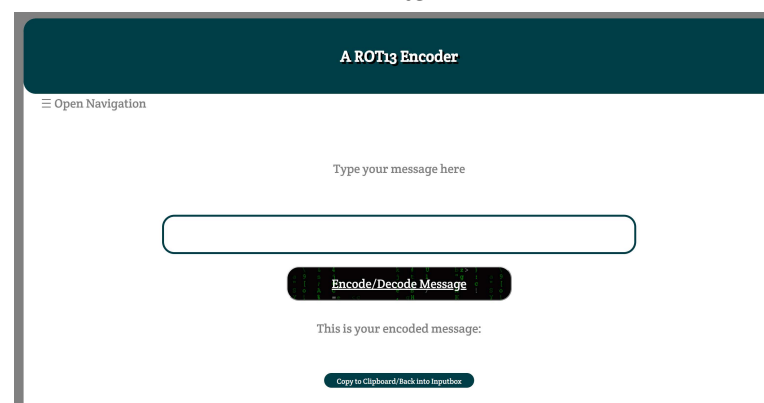 A ROT13 Encoder
☰ Open Navigation
Type your message here
Encode/Decode Message
This is your encoded message:
Copy to Clipboard/Back into Inputbox